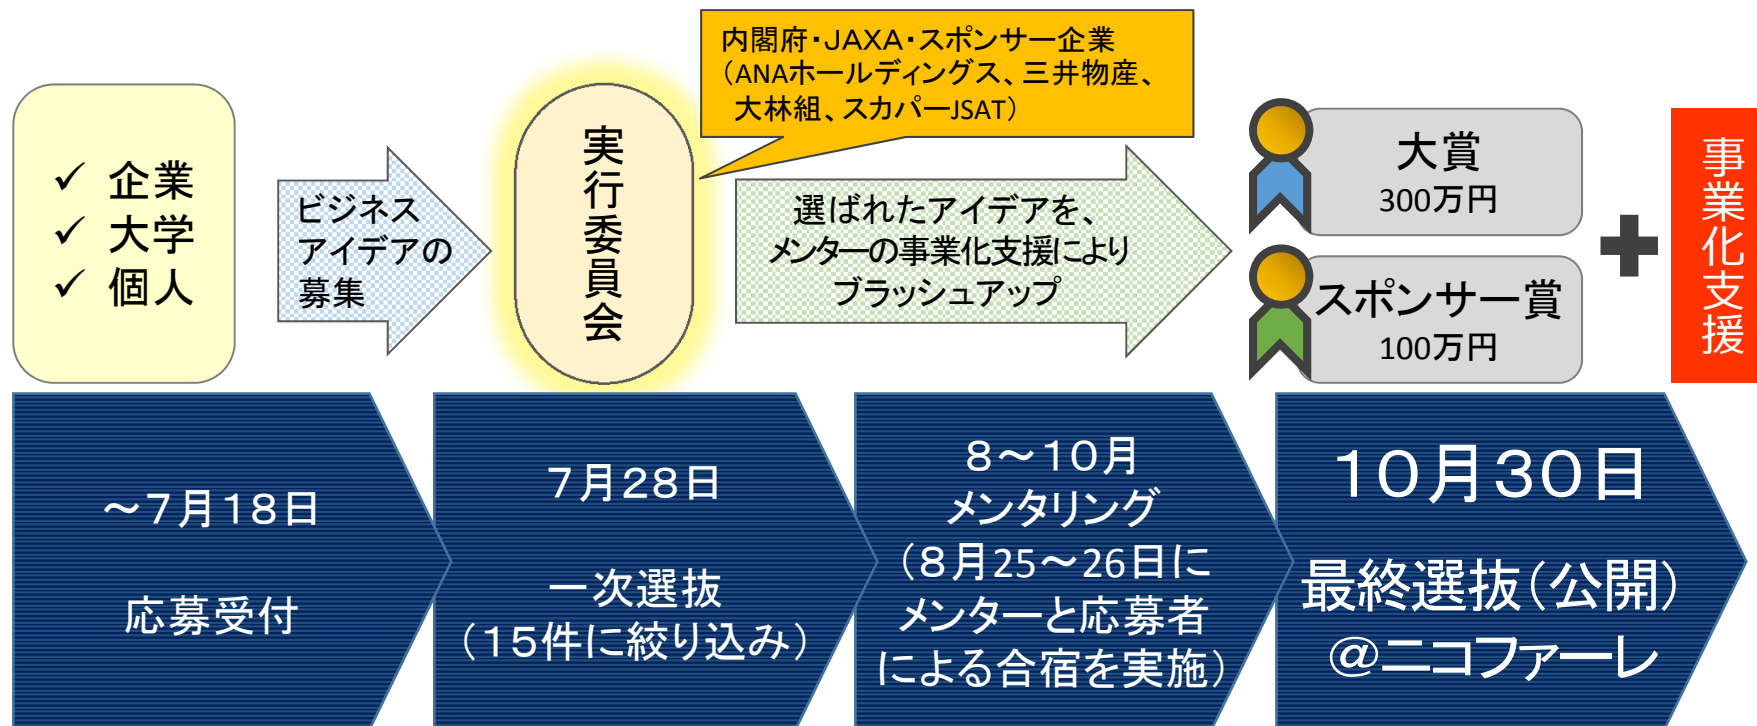 内閣府・JAXA・スポンサー企業
（ANAホールディングス、三井物産、
大林組、スカパーJSAT）
✓ 企業
✓ 大学
✓ 個人
ビジネス
アイデアの
募集
実行委員会
選ばれたアイデアを、
メンターの事業化支援により
ブラッシュアップ
大賞
300万円
スポンサー賞
100万円
事業化支援
～７月１８日
応募受付
７月２８日
一次選抜
（１５件に絞り込み）
８～１０月
メンタリング
（８月25～26日に
メンターと応募者
による合宿を実施）
１０月３０日
最終選抜（公開）
＠ニコファーレ